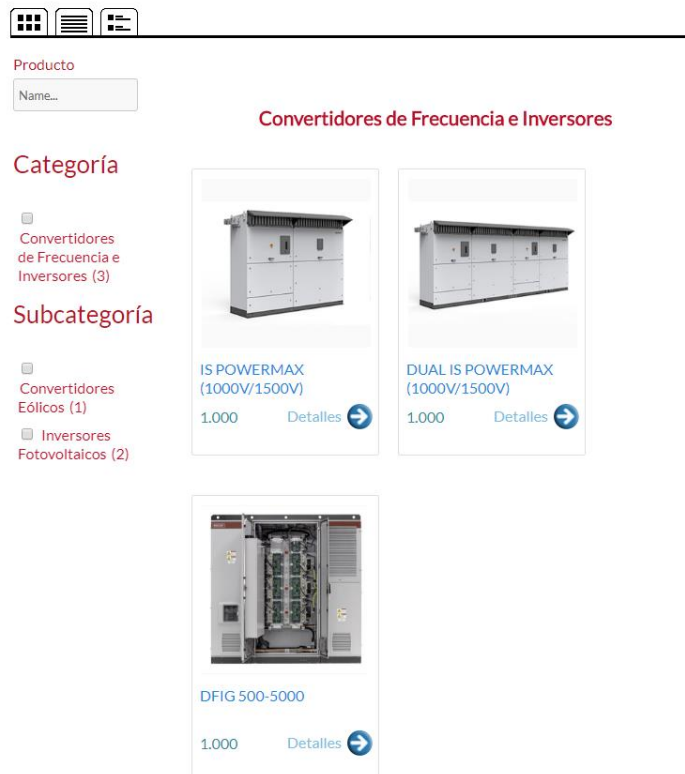 Producto
Name...
Convertidores de Frecuencia e Inversores
Categoría
Convertidores
de Frecuencia e
Inversores (3)
Subcategoría
Convertidores
Eólicos (1)
Inversores
Fotovoltaicos (2)
IS POWERMAX
(1000V/1500V)
1.000 Detalles
DUAL IS POWERMAX
(1000V/1500V)
1.000 Detalles
DFIG 500-5000
1.000 Detalles